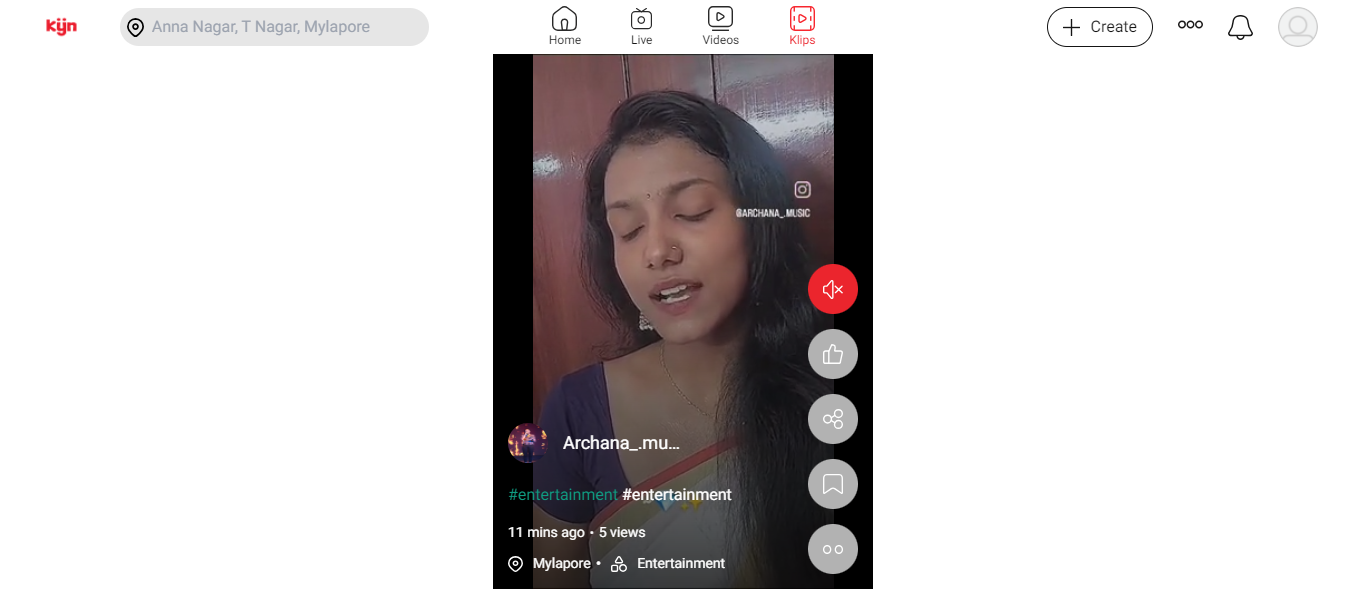 kijn
Anna Nagar, T Nagar, Mylapore
Home
Live
Videos
Klips
Create
@ARCHANA_.MUSIC
Archana_.mu...
#entertainment #entertainment
11 mins ago • 5 views
Mylapore •
Entertainment